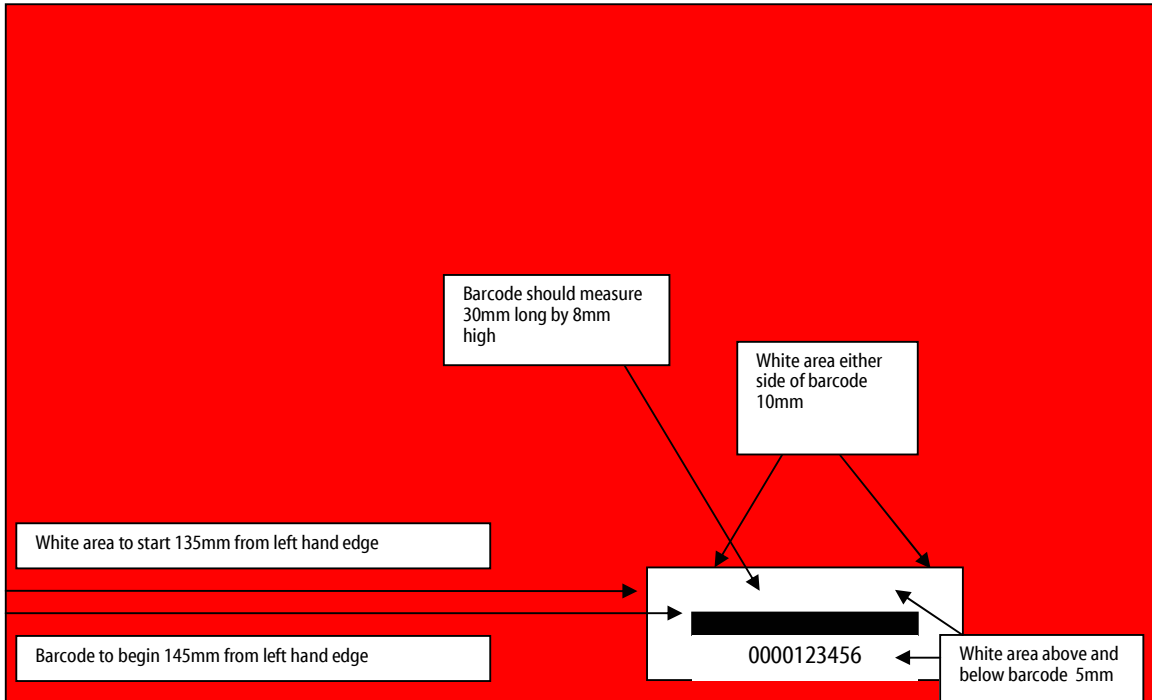 Barcode should measure
30mm long by 8mm
high
White area either
side of barcode
10mm
White area to start 135mm from left hand edge
Barcode to begin 145mm from left hand edge
0000123456
White area above and
below barcode 5mm